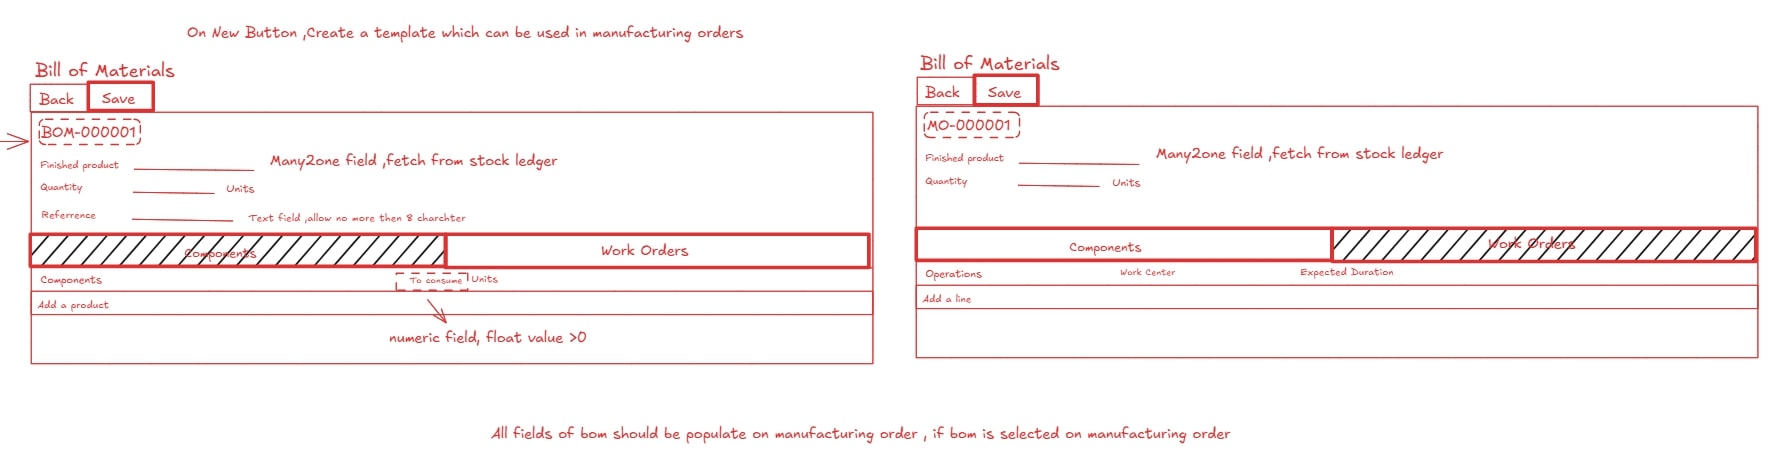 On New Button ,Create a template which can be used in manufacturing orders
Bill of Materials
Back
Save
BOM-000001
Finished product
Many2one field ,fetch from stock ledger
Quantity
Units
Referrence
Text field ,allow no more then 8 charchter
Components
Work Orders
Components
To consume
Units
Add a product
numeric field, float value >0
Bill of Materials
Back
Save
MO-000001
Finished product
Many2one field ,fetch from stock ledger
Quantity
Units
Components
Work Orders
Operations
Work Center
Expected Duration
Add a line
All fields of bom should be populate on manufacturing order , if bom is selected on manufacturing order